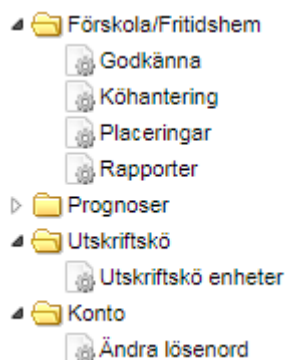 Förskola/Fritidshem
Godkänna
Köhantering
Placeringar
Rapporter
Prognoser
Utskriftskö
Utskriftskö enheter
Konto
Ändra lösenord